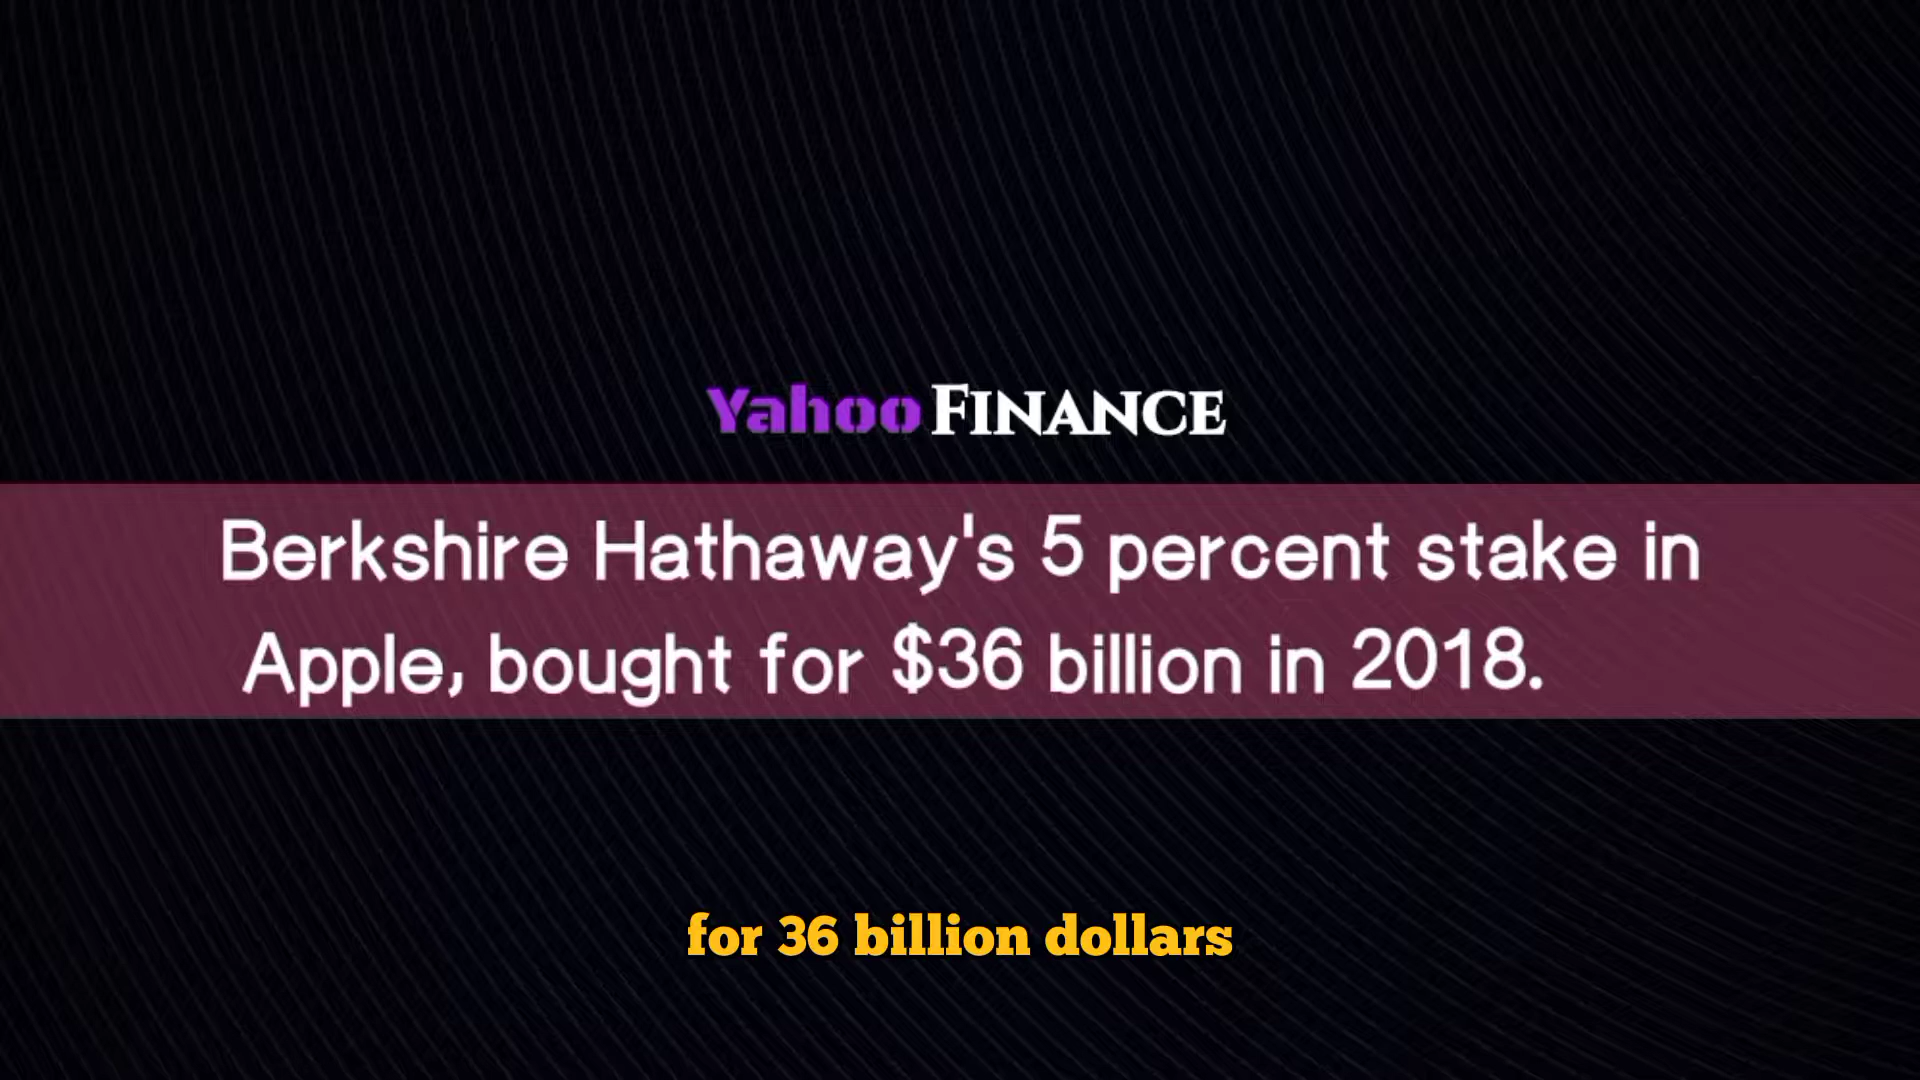 Yahoo FINANCE
Berkshire Hathaway's 5 percent stake in
Apple, bought for $36 billion in 2018.
for 36 billion dollars